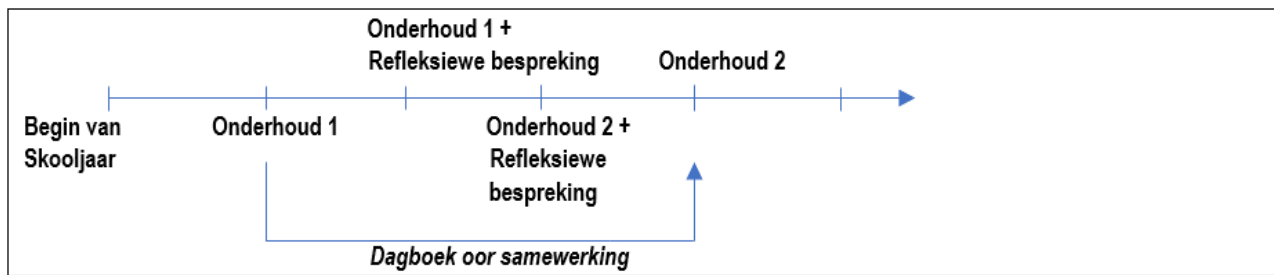 Onderhoud 1 +
Refleksiewe bespreking
Onderhoud 2
Begin van
Skooljaar
Onderhoud 1
Onderhoud 2 +
Refleksiewe
bespreking
Dagboek oor samewerking